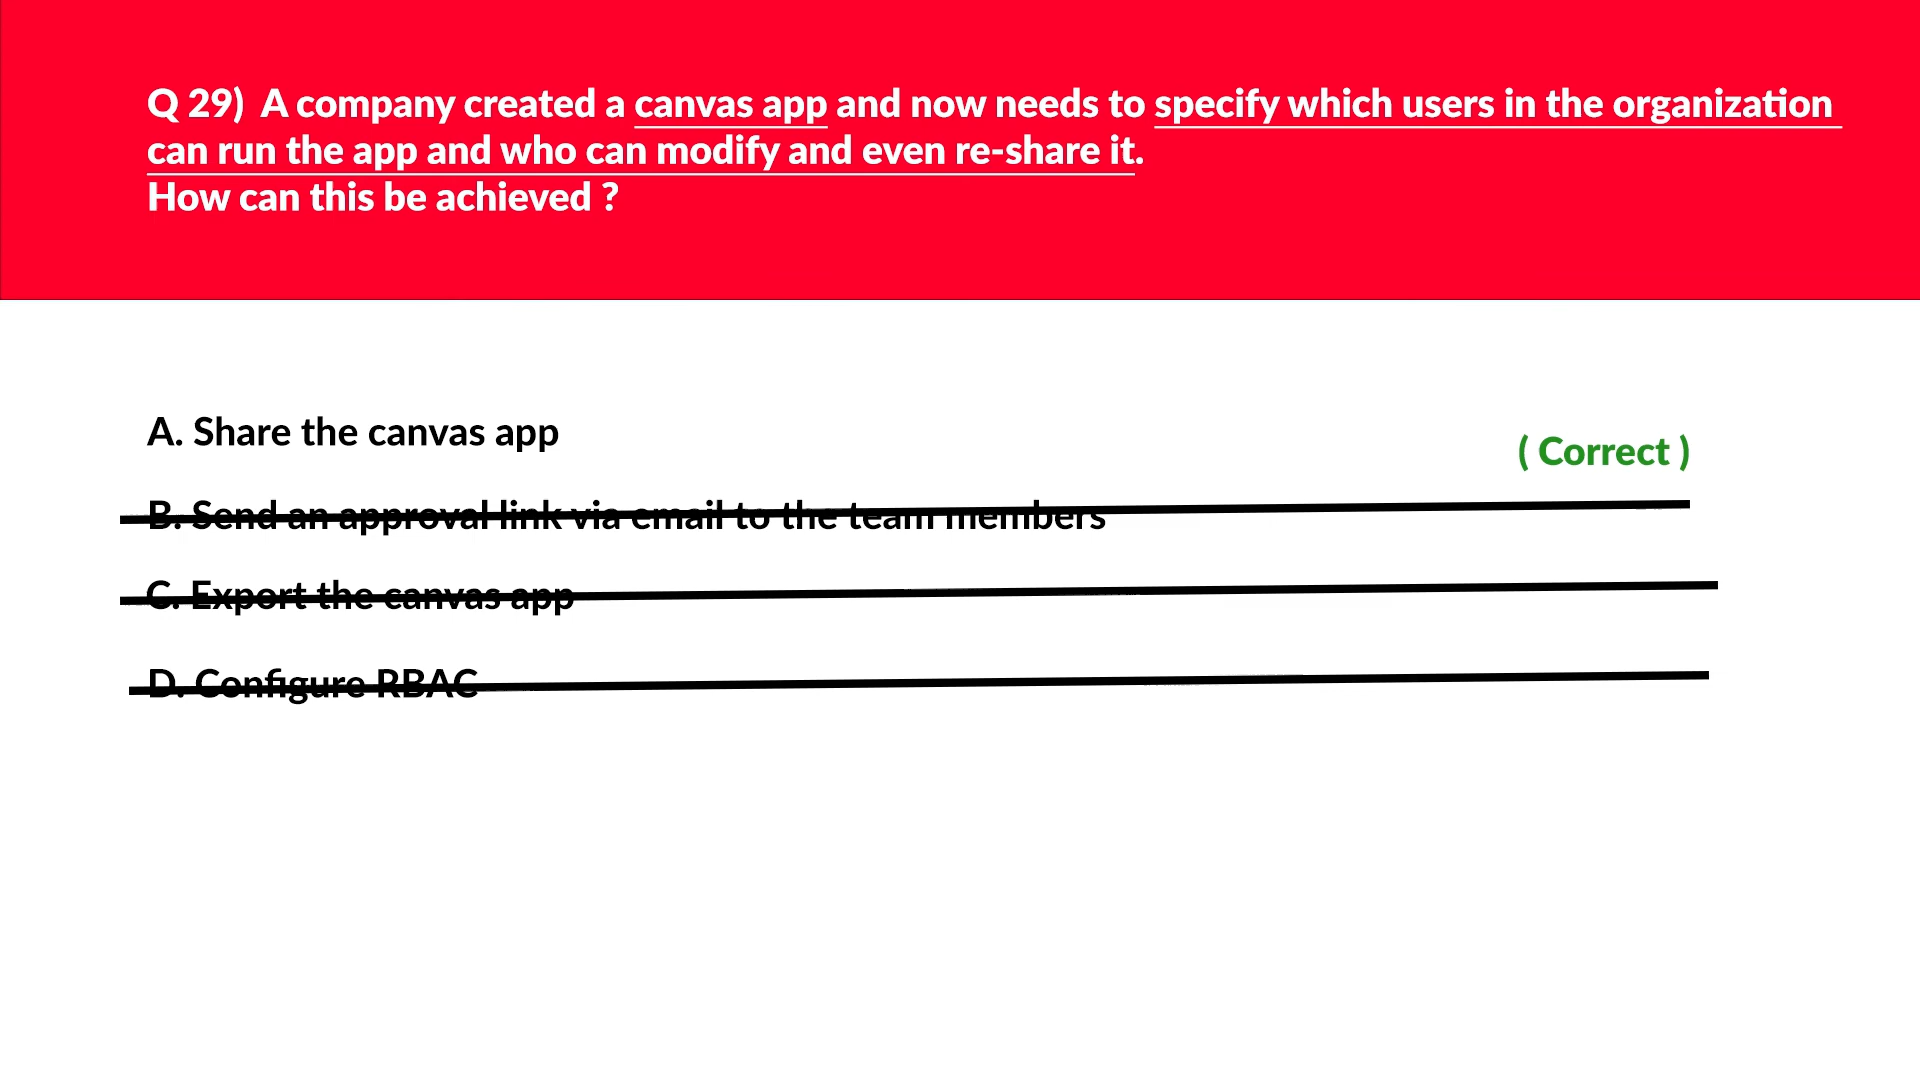 Q 29) A company created a canvas app and now needs to specify which users in the organization
can run the app and who can modify and even re-share it.
How can this be achieved ?
A. Share the canvas app
( Correct )
B. Send an approval link via email to the team members
C. Export the canvas app
D. Configure RBAC